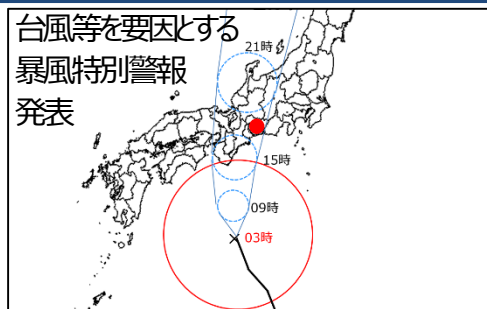 台風等を要因とする
暴風特別警報
発表
21時
15時
09時
03時